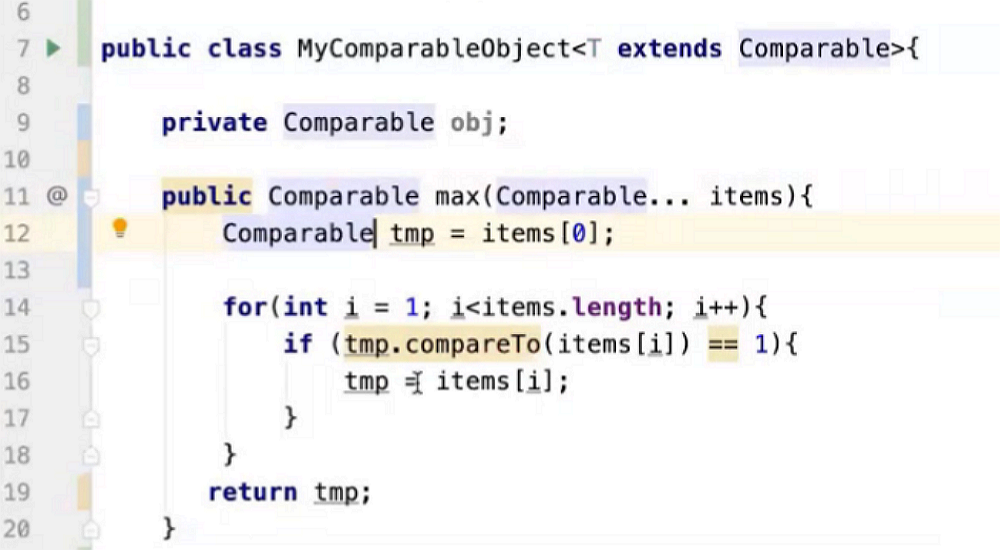 6
7 public class MyComparableObject<T extends Comparable>{
8
9 private Comparable obj;
10
11 @ public Comparable max(Comparable... items){
12 Comparable tmp = items[0];
13
14 for(int i = 1; i<items.length; i++){
15 if (tmp.compareTo(items[i]) == 1){
16 tmp = items[i];
17 }
18 }
19 return tmp;
20 }